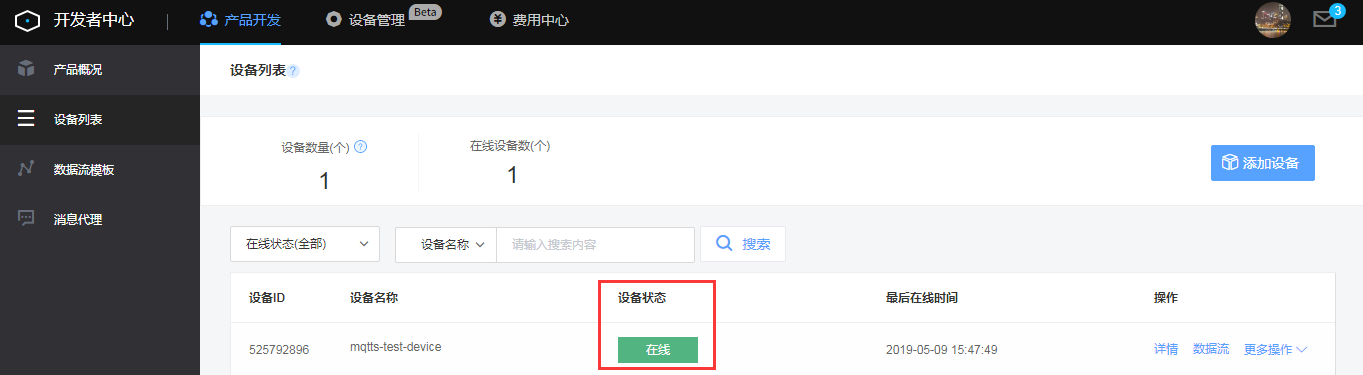 开发者中心 产品开发 设备管理 Beta 费用中心 3
产品概况
设备列表
数据流模板
消息代理
设备列表 ?
设备数量(个) ? 在线设备数(个)
1 1
添加设备
在线状态(全部) 设备名称 请输入搜索内容 搜索
设备ID 设备名称 设备状态 最后在线时间 操作
525792896 mqtts-test-device 在线 2019-05-09 15:47:49 详情 数据流 更多操作